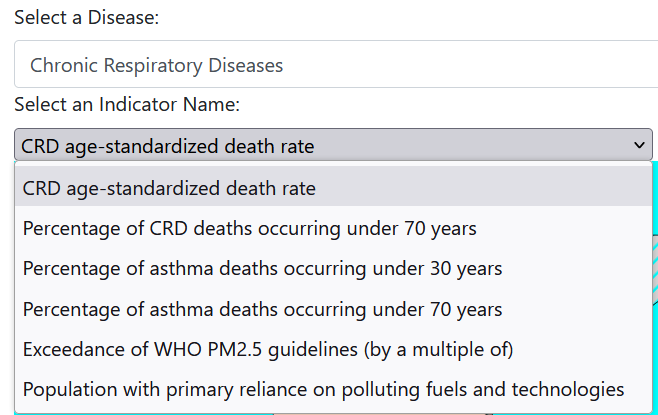 Select a Disease:
Chronic Respiratory Diseases
Select an Indicator Name:
CRD age-standardized death rate
CRD age-standardized death rate
Percentage of CRD deaths occurring under 70 years
Percentage of asthma deaths occurring under 30 years
Percentage of asthma deaths occurring under 70 years
Exceedance of WHO PM2.5 guidelines (by a multiple of)
Population with primary reliance on polluting fuels and technologies